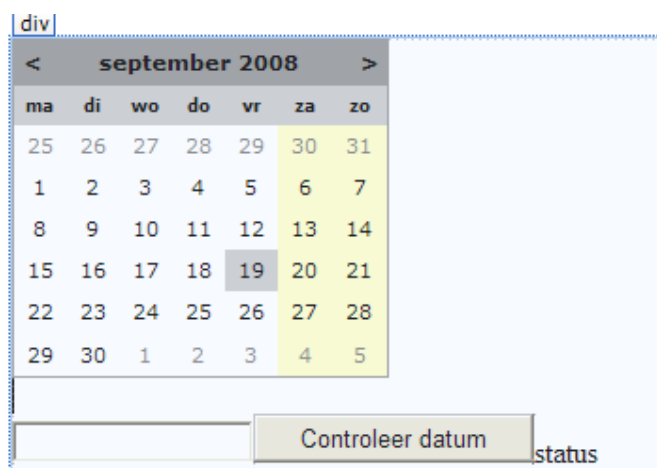 div
< september 2008 >
ma di wo do vr za zo
25 26 27 28 29 30 31
1 2 3 4 5 6 7
8 9 10 11 12 13 14
15 16 17 18 19 20 21
22 23 24 25 26 27 28
29 30 1 2 3 4 5
Controleer datum status